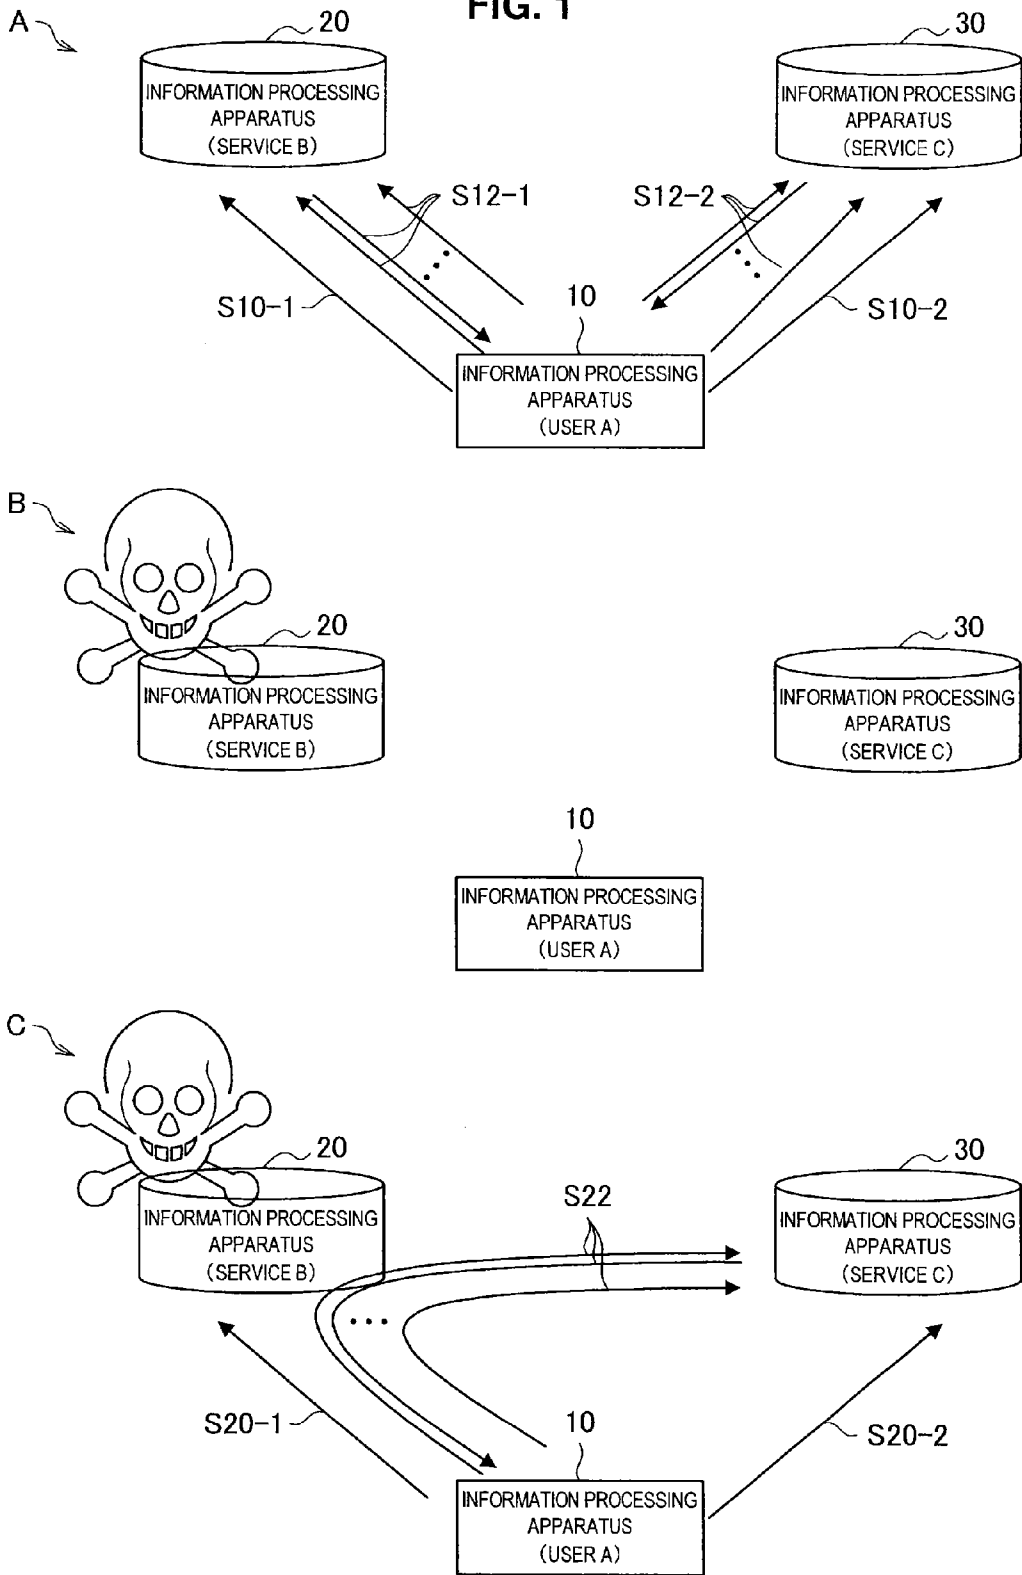 FIG. 1
A
20
30
INFORMATION PROCESSING
APPARATUS
(SERVICE B)
INFORMATION PROCESSING
APPARATUS
(SERVICE C)
S12-1
S12-2
S10-1
10
S10-2
INFORMATION PROCESSING
APPARATUS
(USER A)
B
20
30
INFORMATION PROCESSING
APPARATUS
(SERVICE B)
INFORMATION PROCESSING
APPARATUS
(SERVICE C)
10
INFORMATION PROCESSING
APPARATUS
(USER A)
C
20
30
INFORMATION PROCESSING
APPARATUS
(SERVICE B)
S22
INFORMATION PROCESSING
APPARATUS
(SERVICE C)
S20-1
10
S20-2
INFORMATION PROCESSING
APPARATUS
(USER A)